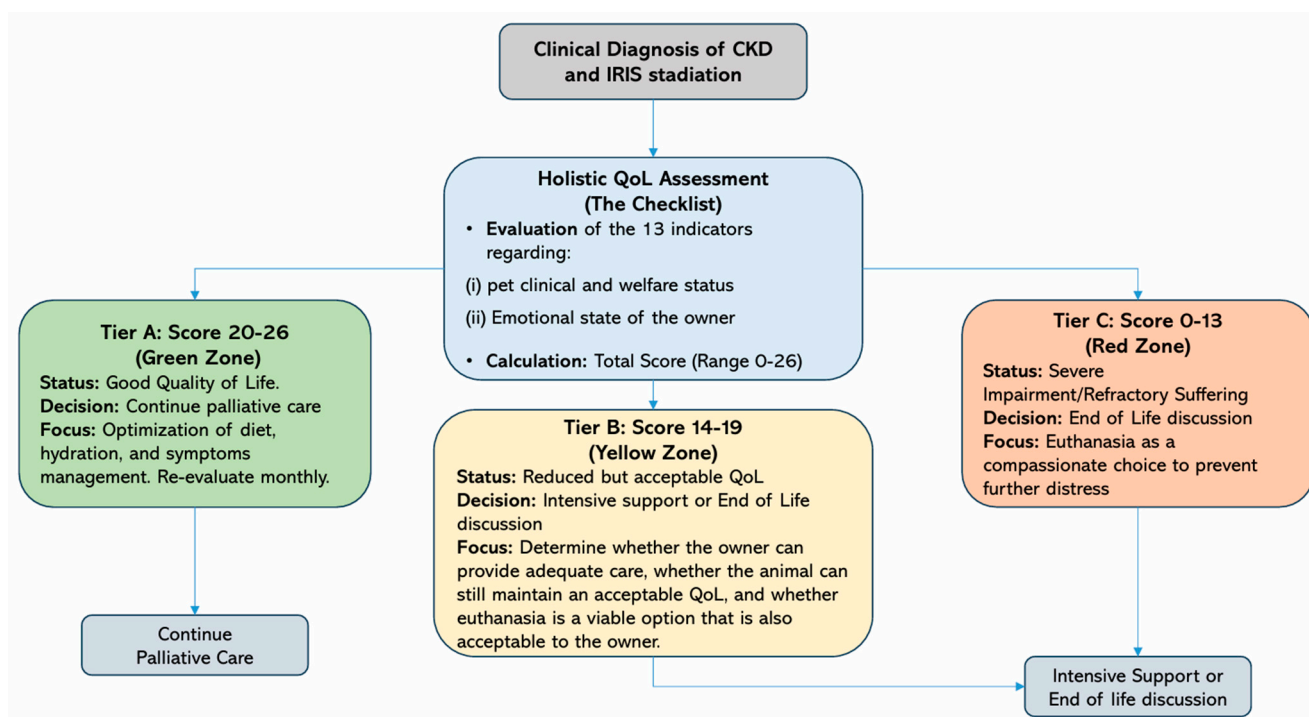 Clinical Diagnosis of CKD
and IRIS stadiation
Holistic QoL Assessment
(The Checklist)
• Evaluation of the 13 indicators
regarding:
(i) pet clinical and welfare status
(ii) Emotional state of the owner
• Calculation: Total Score (Range 0-26)
Tier A: Score 20-26
(Green Zone)
Status: Good Quality of Life.
Decision: Continue palliative care
Focus: Optimization of diet,
hydration, and symptoms
management. Re-evaluate monthly.
Tier B: Score 14-19
(Yellow Zone)
Status: Reduced but acceptable QoL
Decision: Intensive support or End of Life
discussion
Focus: Determine whether the owner can
provide adequate care, whether the animal can
still maintain an acceptable QoL, and whether
euthanasia is a viable option that is also
acceptable to the owner.
Tier C: Score 0-13
(Red Zone)
Status: Severe
Impairment/Refractory Suffering
Decision: End of Life discussion
Focus: Euthanasia as a
compassionate choice to prevent
further distress
Continue
Palliative Care
Intensive Support or
End of life discussion